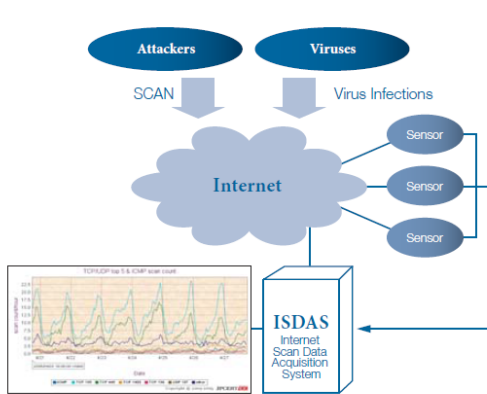 Attackers
Viruses
SCAN
Virus Infections
Sensor
Internet
Sensor
Sensor
TCP/UDP top 5 & ICMP scan count
ISDAS
Internet
Scan Data
Acquisition
System
Date